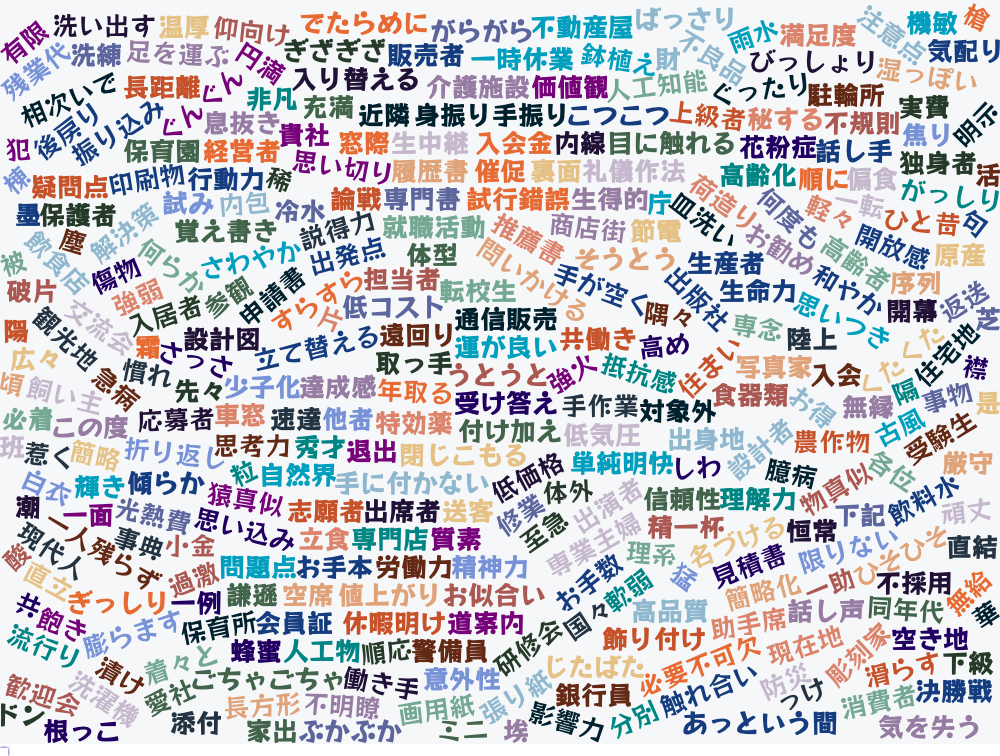 有限 洗い出す 温厚 仰向け でたらめに がらがら 不動産屋 ばっさり 雨水 満足度 注意点 機敏 槍
残業代 洗練 足を運ぶ 円満 ぎざぎざ 販売者 一時休業 鉢植え 財 不良品 びっしょり 湿っぽい 気配り
相次いで 長距離 ぐんぐん 入り替える 介護施設 価値観 人工知能 ぐったり 駐輪所
非凡 充満 近隣 身振り手振り こつこつ 上級者 秘する 不規則 実費 明示
犯 後戻り 振り込み 息抜き 貴社 窓際 生中継 入会金 内線 目に触れる 花粉症 話し手 焦り
保育園 経営者 思い切り 履歴書 催促 裏面 礼儀作法 独身者 活
棟 疑問点 印刷物 行動力 稀 論戦 専門書 試行錯誤 生得的 庁 高齢化 順に 偏食 がっしり
墨 保護者 試み 内包 冷水 説得力 就職活動 推薦書 商店街 節電 皿洗い 荷造り 何度も 軽々 一転 ひと昔 句
塵 解決策 覚え書き 飲食店 何らか さわやか 出発点 体型 問いかける そうとう 生産者 お勧め 高齢者 開放感 原産
被 傷物 強弱 参観 申請書 担当者 転校生 手が空く 出版社 生命力 和やか 序列
破片 交流会 入居者 すらすら 片 低コスト 通信販売 隅々 専念 思いつき 開幕 返送 芝
陽 観光地 霜 設計図 さっさ 立て替える 遠回り 運が良い 共働き 高め 陸上 くたくた 住宅地
広々 慣れ 取っ手 うとうと 強火 抵抗感 住まい 写真家 入会 襟
頃 飼い主 急病 先々 少子化 達成感 年取る 受け答え 手作業 対象外 食器類 お得 無縁 隔 事物 是
必着 この度 応募者 車窓 速達 他者 特効薬 付け加え 低気圧 出身地 設計者 農作物 古風 受験生
班 惹く 簡略 折り返し 思考力 秀才 退出 閉じこもる 低価格 単純明快 しわ 臆病 物真似 各位 厳守
白衣 輝き 傾らか 粒 自然界 手に付かない 体外 出演者 信頼性 理解力 飲料水
潮 一面 光熱費 猿真似 思い込み 志願者 出席者 送客 修業 至急 精一杯 名づける 恒常 下記 頑丈
現代人 一人残らず 事典 小金 立食 専門店 質素 専業主婦 理系 猛 見積書 限りない ひそひそ 直結
酸 直立 過激 問題点 お手本 労働力 精神力 お手数 軟弱 簡略化 一助 不採用 無給
共 飽き ぎっしり 一例 謙遜 空席 値上がり お似合い 国々 高品質 助手席 話し声 同年代 華
流行り 膨らます 保育所 会員証 休暇明け 道案内 研修会 飾り付け 現在地 彫刻家 空き地
漬け 着々と 蜂蜜 人工物 順応 警備員 じたばた 必要不可欠 防災 滑らす 下級
歓迎会 洗濯機 愛社 ごちゃごちゃ 働き手 意外性 張り紙 銀行員 触れ合い っつけ 消費者 決勝戦
ドン 根っこ 添付 長方形 不明瞭 画用紙 影響力 分別 あっという間 気を失う
家出 ぶかぶか ミニ 埃